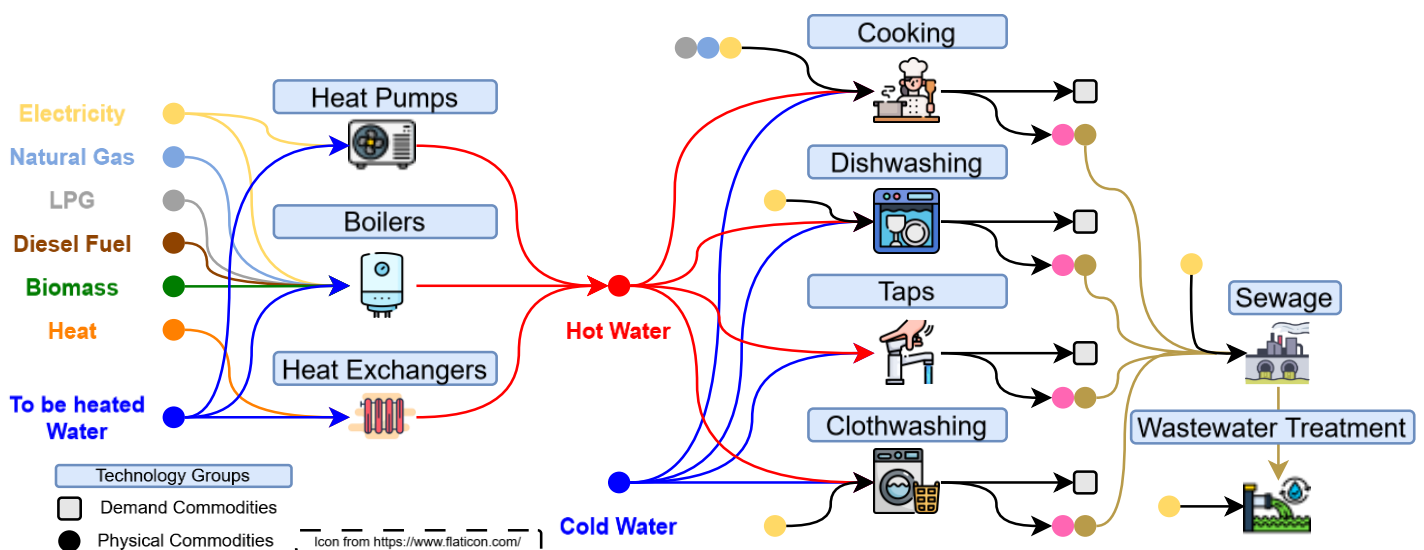 Cooking
Heat Pumps
Electricity
Natural Gas
Dishwashing
LPG
Boilers
Diesel Fuel
Biomass
Taps
Sewage
Heat
Hot Water
Heat Exchangers
To be heated
Water
Clothwashing
Wastewater Treatment
Technology Groups
Demand Commodities
Cold Water
Physical Commodities
Icon from https://www.flaticon.com/